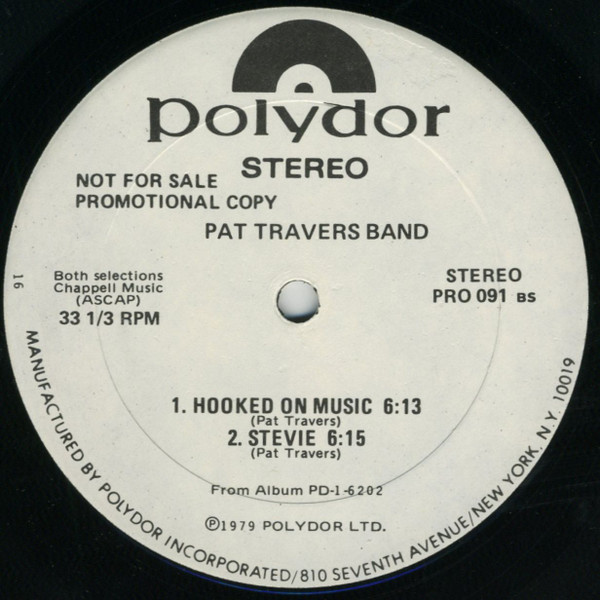 polydor
STEREO
NOT FOR SALE
PROMOTIONAL COPY
PAT TRAVERS BAND
16
Both selections
Chappell Music
(ASCAP)
33 1/3 RPM
STEREO
PRO 091 BS
1. HOOKED ON MUSIC 6:13
(Pat Travers)
2. STEVIE 6:15
(Pat Travers)
From Album PD-1-6202
Ⓟ1979 POLYDOR LTD.
MANUFACTURED BY POLYDOR INCORPORATED/810 SEVENTH AVENUE/NEW YORK, N.Y. 10019